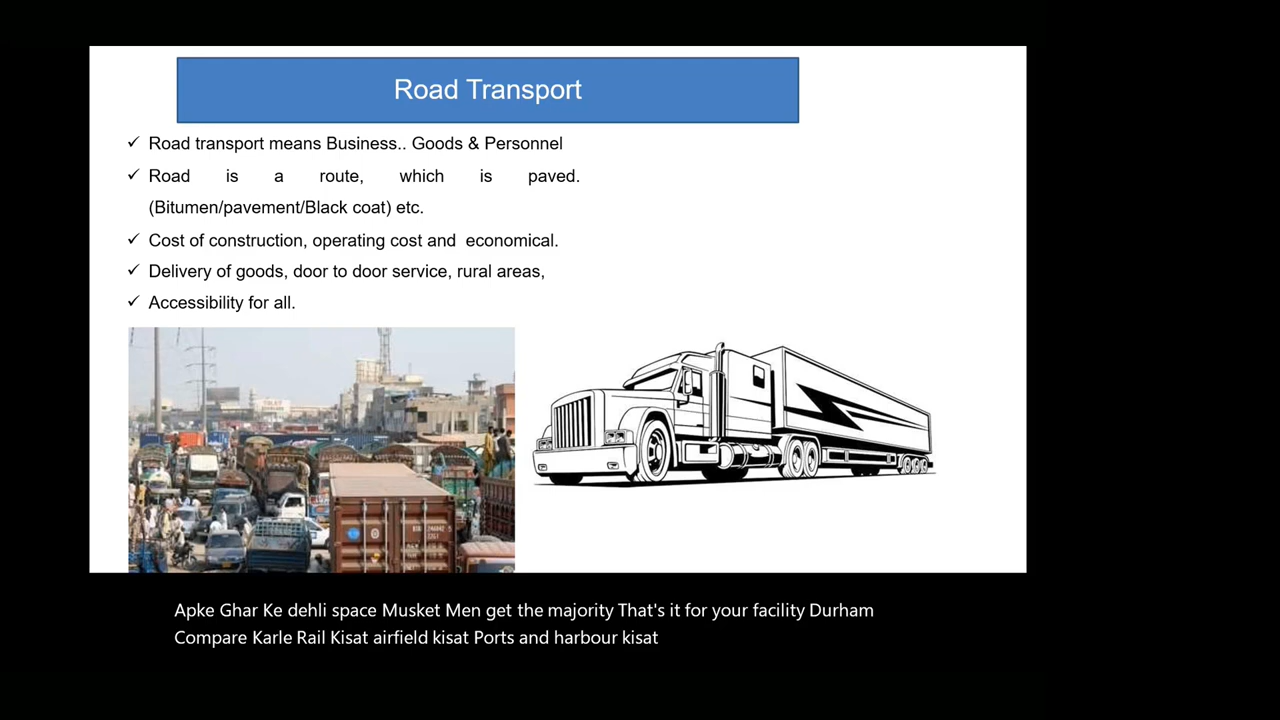 Road Transport
Road transport means Business.. Goods & Personnel
Road is a route, which is paved.
(Bitumen/pavement/Black coat) etc.
Cost of construction, operating cost and economical.
Delivery of goods, door to door service, rural areas,
Accessibility for all.
Apke Ghar Ke dehli space Musket Men get the majority That's it for your facility Durham
Compare Karle Rail Kisat airfield kisat Ports and harbour kisat